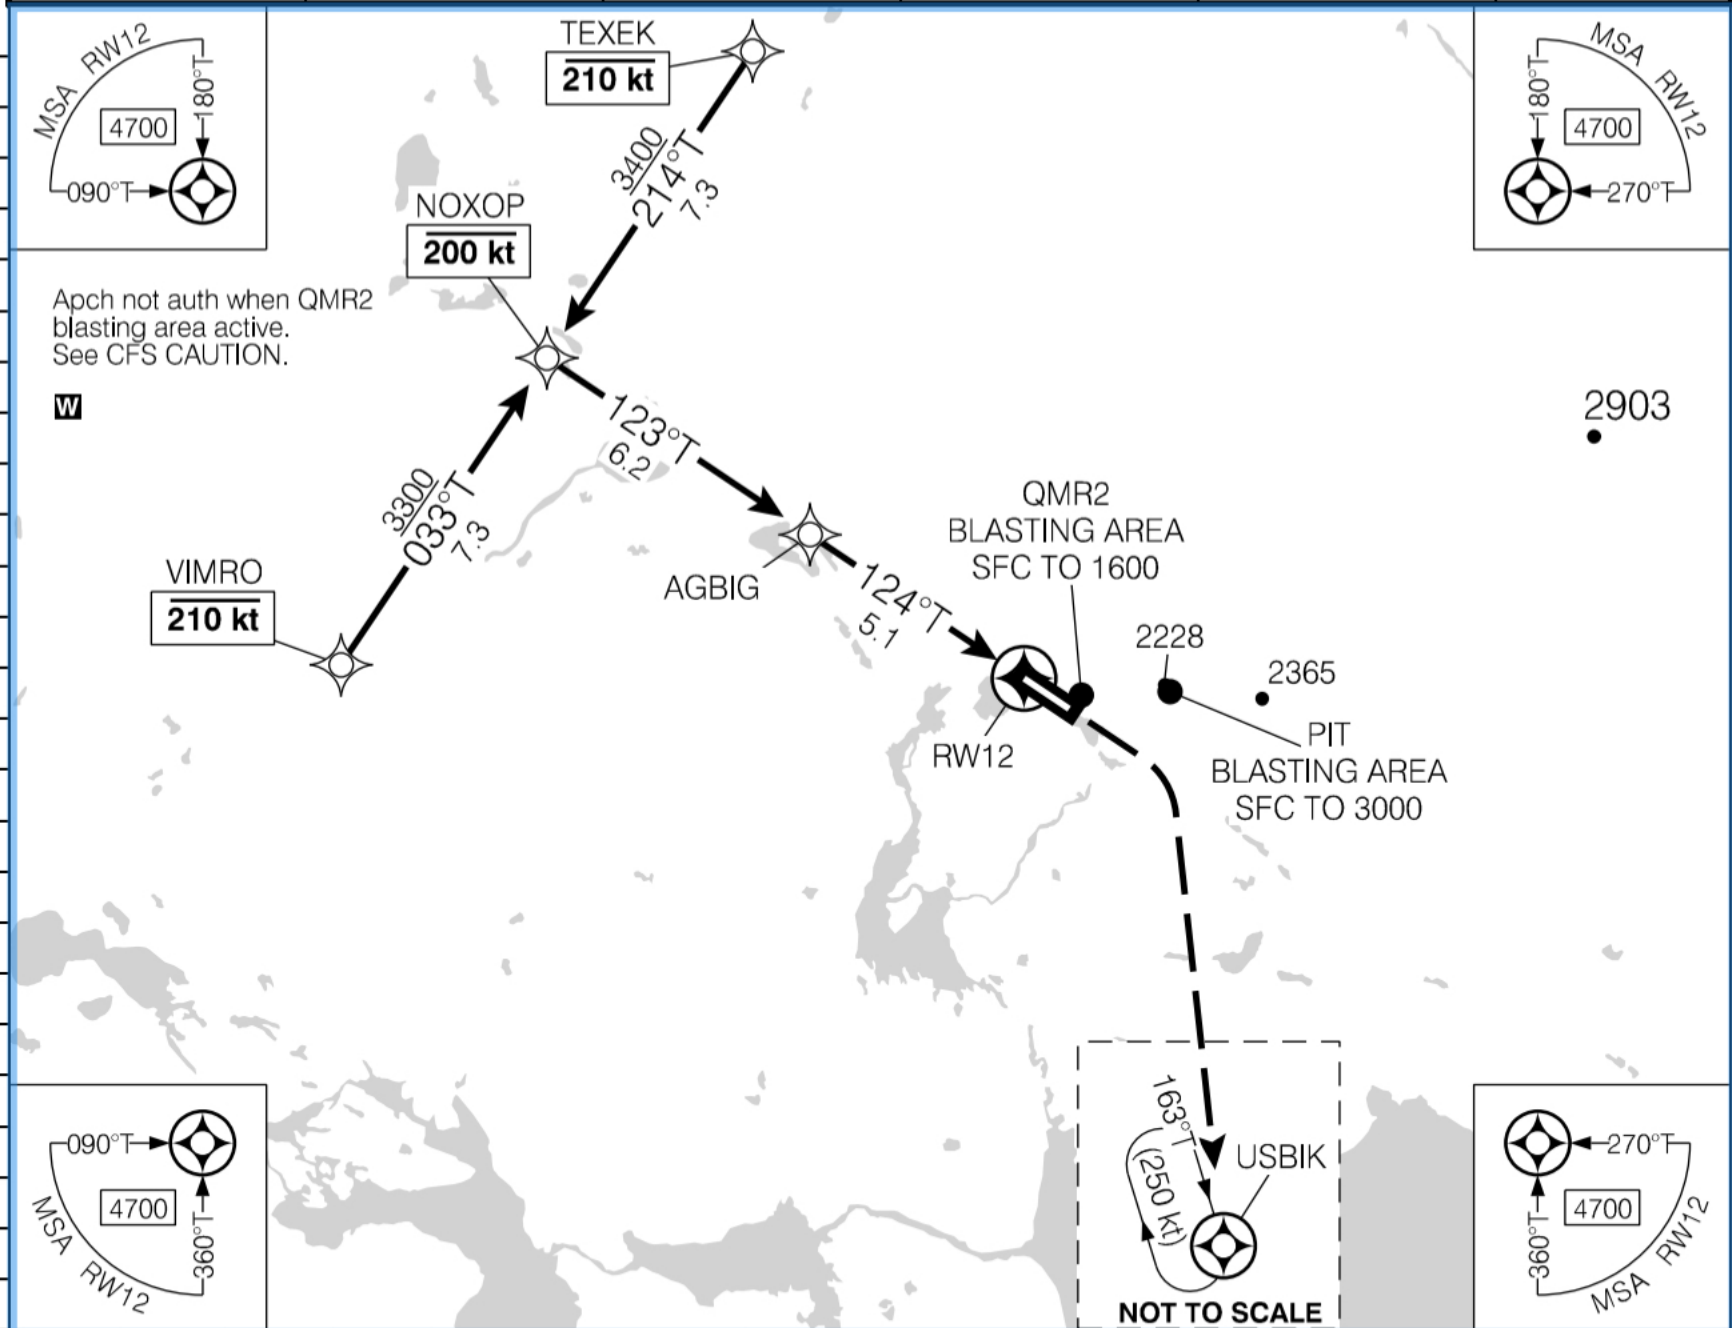 MSA RW12
180°T
4700
090°T
TEXEK
210 kt
MSA RW12
180°T
4700
270°T
3400
214°T
7.3
NOXOP
200 kt
Apch not auth when QMR2
blasting area active.
See CFS CAUTION.
W
123°T
6.2
2903
3300
033°T
7.3
QMR2
BLASTING AREA
SFC TO 1600
VIMRO
210 kt
AGBIG
124°T
5.1
2228
2365
RW12
PIT
BLASTING AREA
SFC TO 3000
090°T
4700
360°T
MSA RW12
163°T
(250 kt)
USBIK
NOT TO SCALE
270°T
4700
360°T
MSA RW12